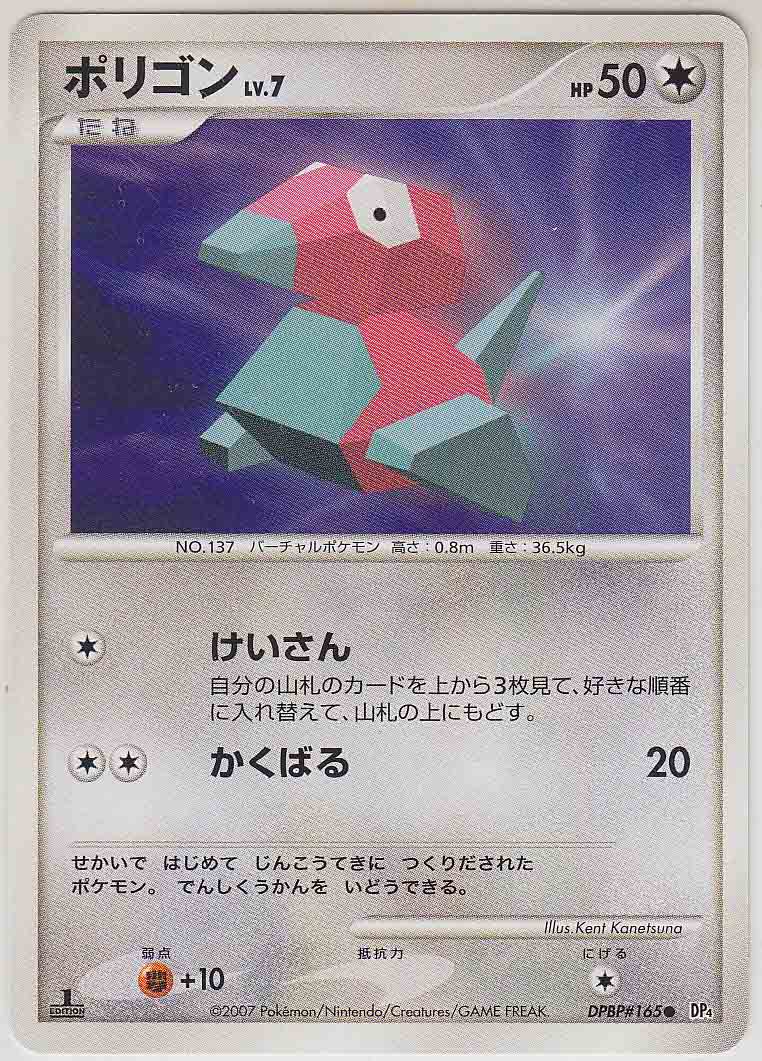 ポリゴン LV.7 HP 50
たね
NO.137 バーチャルポケモン 高さ：0.8m 重さ：36.5kg
けいさん
自分の山札のカードを上から3枚見て、好きな順番
に入れ替えて、山札の上にもどす。
かくばる 20
せかいで はじめて じんこうてきに つくりだされた
ポケモン。 でんしくうかんを いどうできる。
Illus.Kent Kanetsuna
弱点 抵抗力 にげる
+10
1 EDITION ©2007 Pokémon/Nintendo/Creatures/GAME FREAK. DPBP#165 DP4